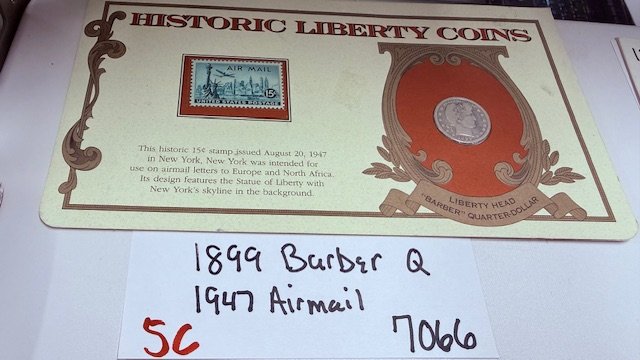 HISTORIC LIBERTY COINS
AIR MAIL
15¢
UNITED STATES POSTAGE
This historic 15¢ stamp issued August 20, 1947
in New York, New York was intended for
use on airmail letters to Europe and North Africa.
Its design features the Statue of Liberty with
New York's skyline in the background.
LIBERTY HEAD
"BARBER" QUARTER-DOLLAR
1899 Barber Q
1947 Airmail
5C 7066